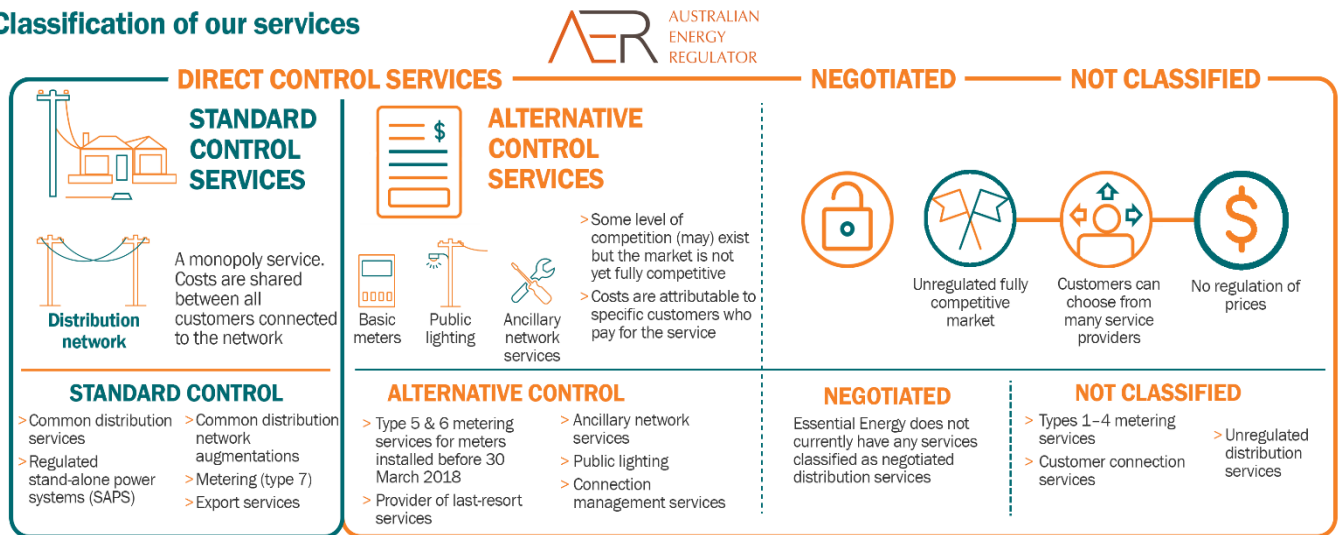 Classification of our services
AUSTRALIAN
ENERGY
REGULATOR
AER
DIRECT CONTROL SERVICES
NEGOTIATED
NOT CLASSIFIED
STANDARD
CONTROL
SERVICES
A monopoly service.
Costs are shared
between all
customers connected
to the network
Distribution
network
$
ALTERNATIVE
CONTROL
SERVICES
> Some level of
competition (may) exist
but the market is not
yet fully competitive
> Costs are attributable to
specific customers who
pay for the service
Basic
meters
Public
lighting
Ancillary
network
services
Unregulated fully
competitive
market
Customers can
choose from
many service
providers
$
No regulation of
prices
STANDARD CONTROL
> Common distribution
services
> Regulated
stand-alone power
systems (SAPS)
> Common distribution
network
augmentations
> Metering (type 7)
> Export services
ALTERNATIVE CONTROL
> Type 5 & 6 metering
services for meters
installed before 30
March 2018
> Provider of last-resort
services
> Ancillary network
services
> Public lighting
> Connection
management services
NEGOTIATED
Essential Energy does not
currently have any services
classified as negotiated
distribution services
NOT CLASSIFIED
> Types 1–4 metering
services
> Customer connection
services
> Unregulated
distribution
services